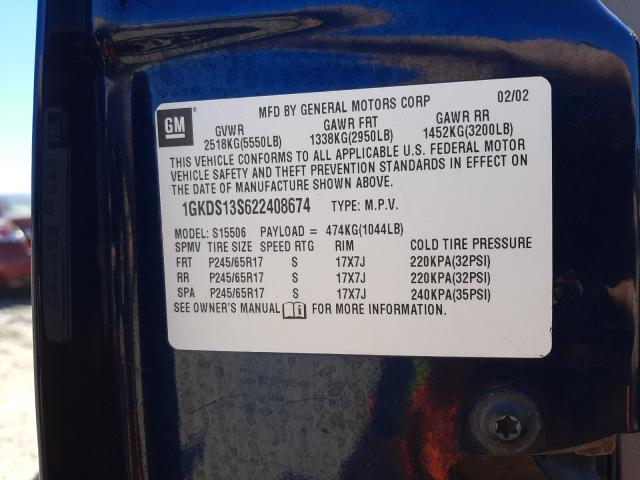 GM
MFD BY GENERAL MOTORS CORP 02/02
GVWR GAWR FRT GAWR RR
2518KG(5550LB) 1338KG(2950LB) 1452KG(3200LB)
THIS VEHICLE CONFORMS TO ALL APPLICABLE U.S. FEDERAL MOTOR
VEHICLE SAFETY AND THEFT PREVENTION STANDARDS IN EFFECT ON
THE DATE OF MANUFACTURE SHOWN ABOVE.
1GKDS13S622408674 TYPE: M.P.V.
MODEL: S15506 PAYLOAD = 474KG(1044LB)
SPMV TIRE SIZE SPEED RTG RIM COLD TIRE PRESSURE
FRT P245/65R17 S 17X7J 220KPA(32PSI)
RR P245/65R17 S 17X7J 220KPA(32PSI)
SPA P245/65R17 S 17X7J 240KPA(35PSI)
SEE OWNER'S MANUAL FOR MORE INFORMATION.